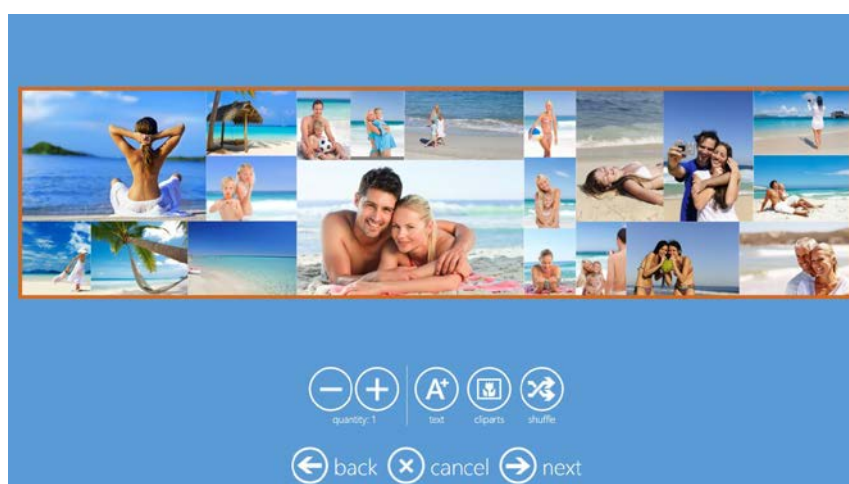 A+
quantity: 1
text
cliparts
shuffle
back
cancel
next